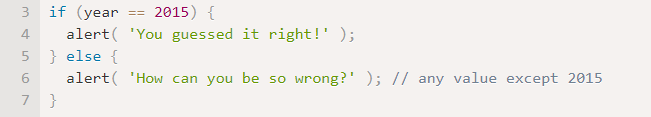 3 if (year == 2015) {
4   alert( 'You guessed it right!' );
5 } else {
6   alert( 'How can you be so wrong?' ); // any value except 2015
7 }